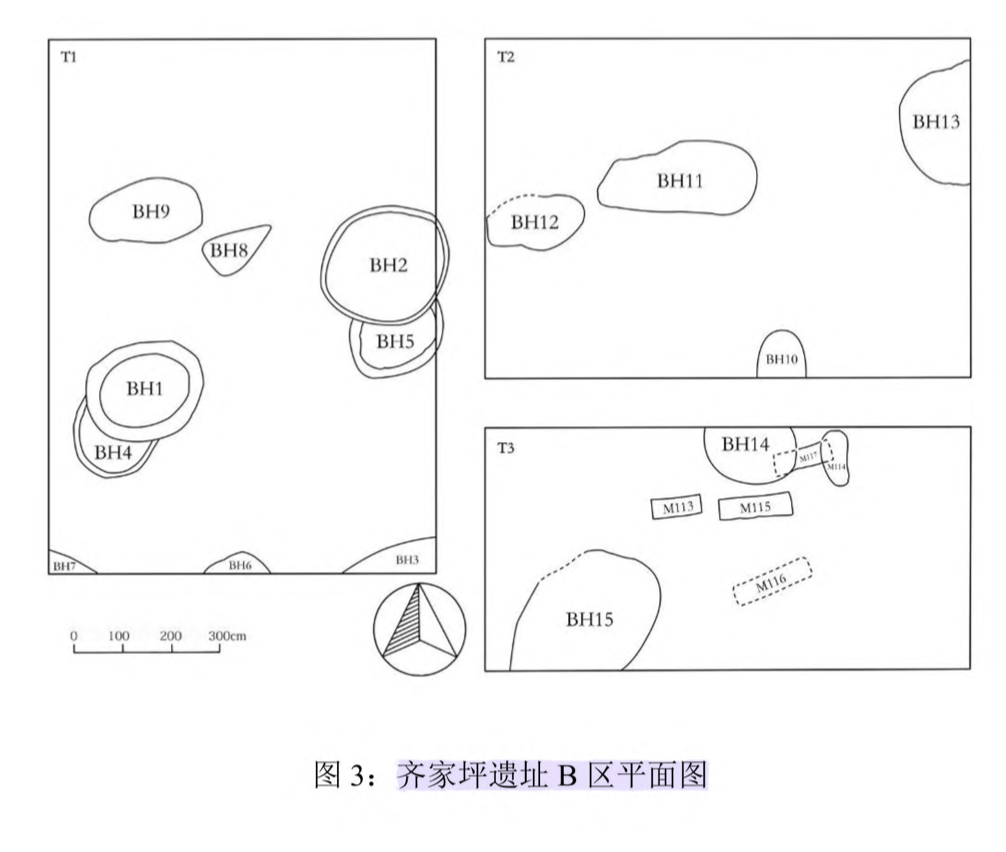 T1
BH9
BH8
BH2
BH5
BH1
BH4
BH7
BH6
BH3
T2
BH13
BH11
BH12
BH10
T3
BH14
M117
M114
M113
M115
M116
BH15
0 100 200 300cm
图 3：齐家坪遗址 B 区平面图